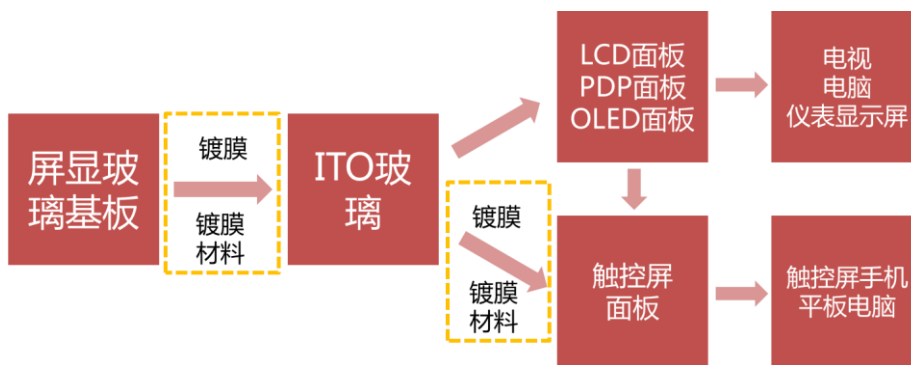 屏显玻
璃基板
镀膜
镀膜
材料
ITO玻
璃
镀膜
镀膜
材料
LCD面板
PDP面板
OLED面板
电视
电脑
仪表显示屏
触控屏
面板
触控屏手机
平板电脑